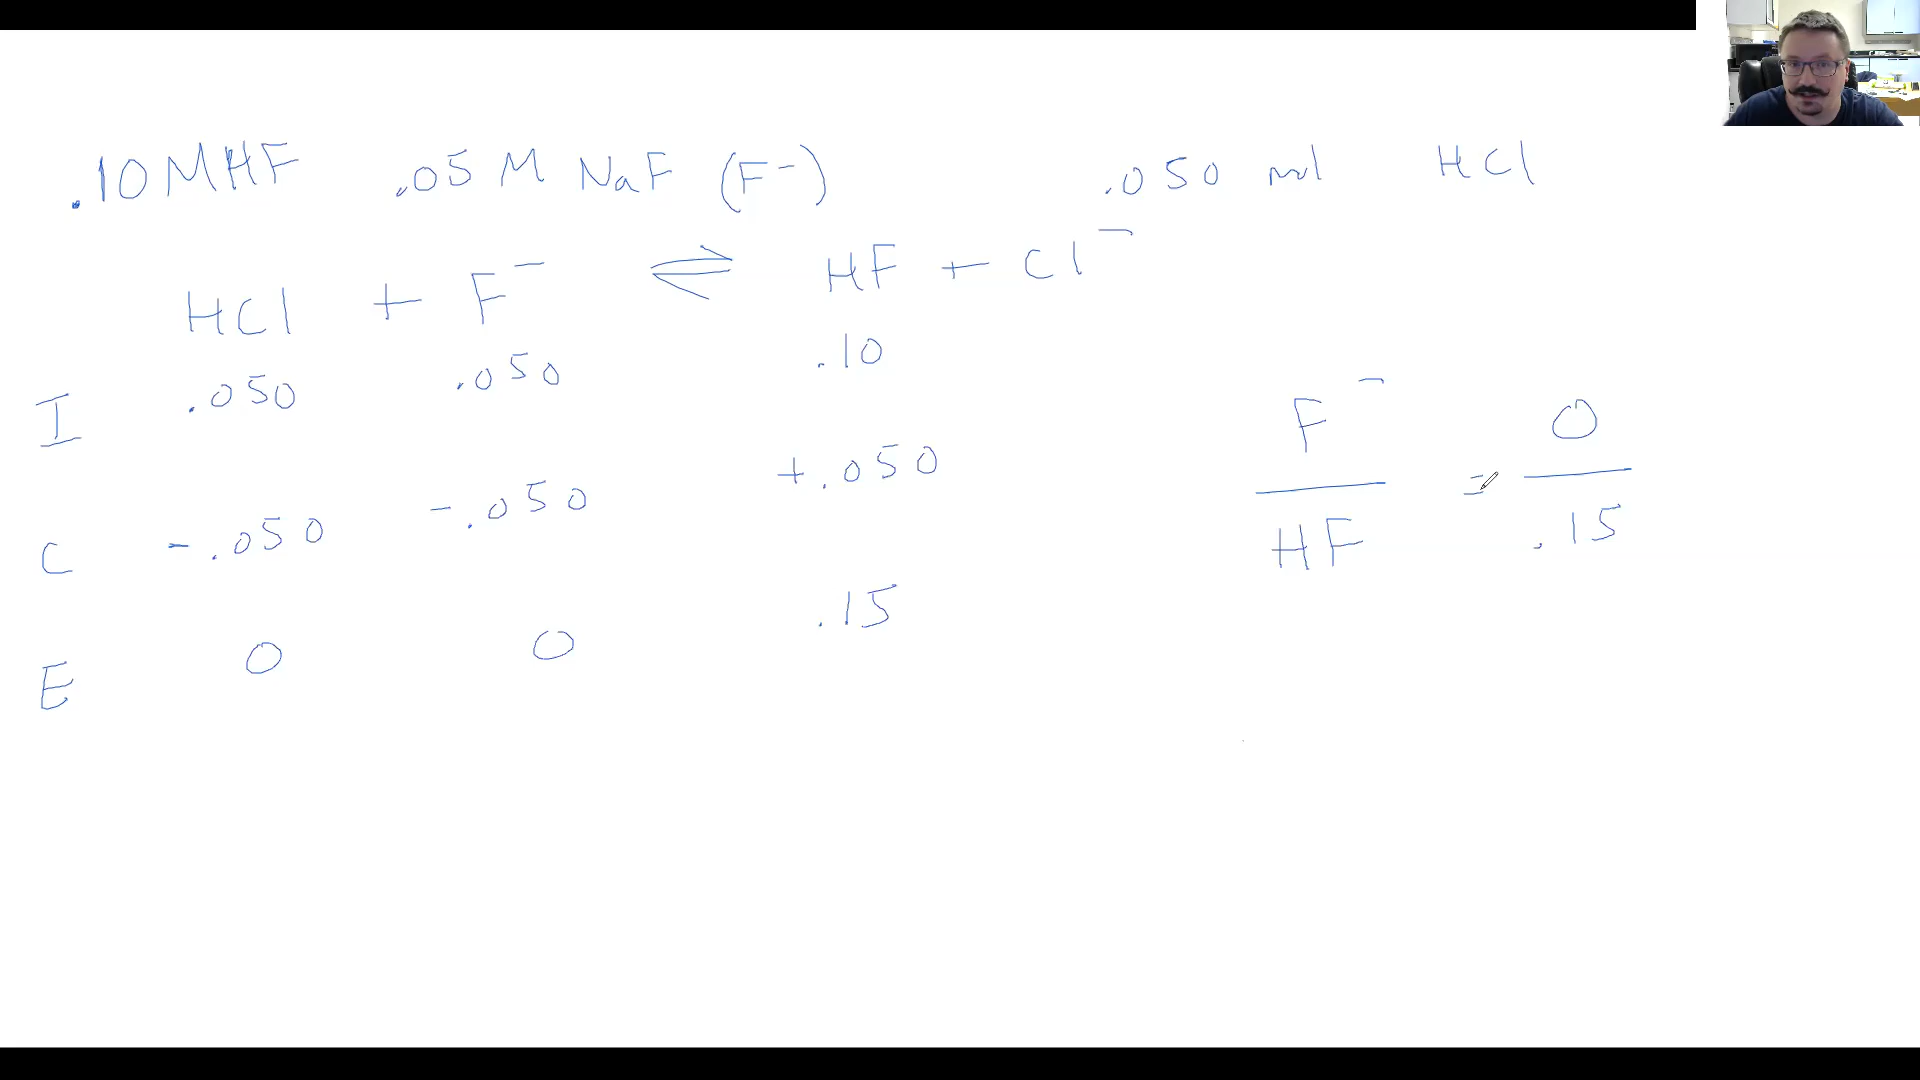 .10 M HF .05 M NaF (F⁻) .050 mol HCl
HCl + F⁻ ⇌ HF + Cl⁻
I .050 .050 .10
C -.050 -.050 +.050
E 0 0 .15
F⁻/HF = 0/.15